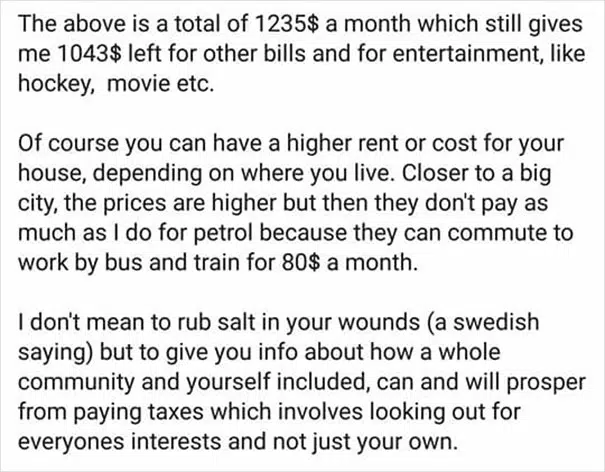 The above is a total of 1235$ a month which still gives
me 1043$ left for other bills and for entertainment, like
hockey, movie etc.
Of course you can have a higher rent or cost for your
house, depending on where you live. Closer to a big
city, the prices are higher but then they don't pay as
much as I do for petrol because they can commute to
work by bus and train for 80$ a month.
I don't mean to rub salt in your wounds (a swedish
saying) but to give you info about how a whole
community and yourself included, can and will prosper
from paying taxes which involves looking out for
everyones interests and not just your own.